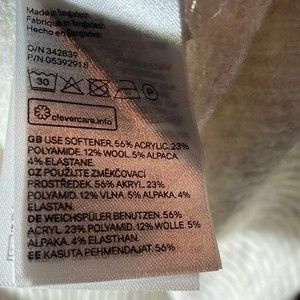 Made in Bangladesh
Fabriqué en Bangladesh
Hecho en Bangladesh
O/N 342839
P/N 05392918
30
P
clevercare.info
GB USE SOFTENER. 56% ACRYLIC. 23%
POLYAMIDE. 12% WOOL. 5% ALPACA.
4% ELASTANE.
CZ POUŽIJTE ZMĚKČOVACÍ
PROSTŘEDEK. 56% AKRYL. 23%
POLYAMID. 12% VLNA. 5% ALPAKA. 4%
ELASTAN.
DE WEICHSPÜLER BENUTZEN. 56%
ACRYL. 23% POLYAMID. 12% WOLLE. 5%
ALPAKA. 4% ELASTHAN.
EE KASUTA PEHMENDAJAT. 56%